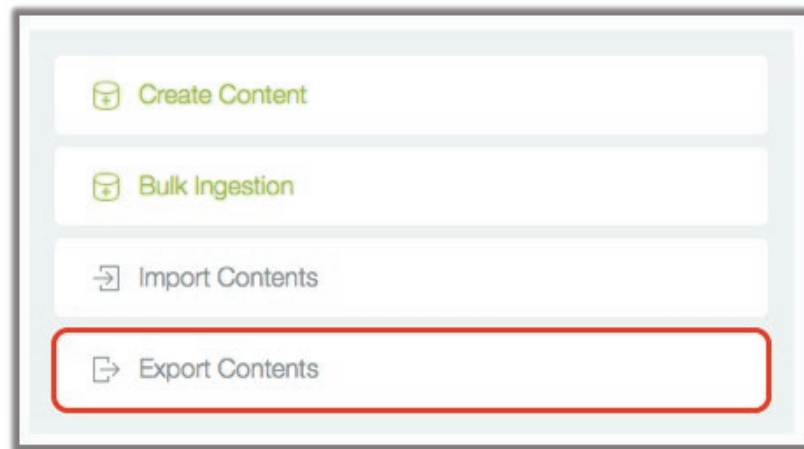 Create Content
Bulk Ingestion
Import Contents
Export Contents